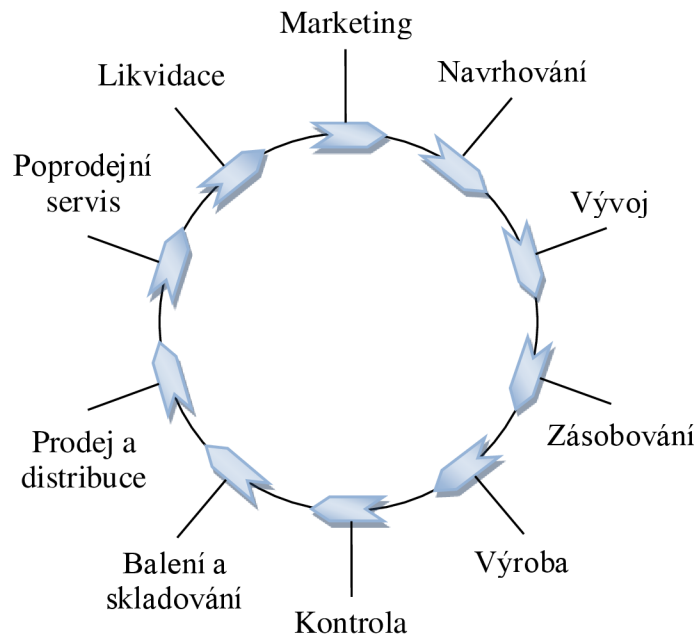 Marketing
Navrhování
Vývoj
Zásobování
Výroba
Kontrola
Balení a
skladování
Prodej a
distribuce
Poprodejní
servis
Likvidace